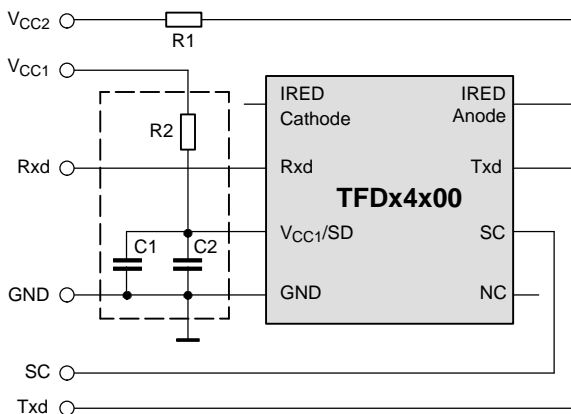 VCC2
R1
VCC1
IRED Cathode
IRED Anode
R2
Rxd
Rxd
Txd
TFDx4x00
C1
C2
VCC1/SD
SC
GND
GND
NC
SC
Txd